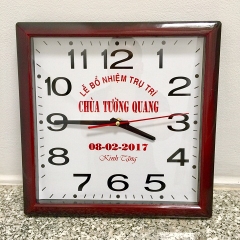 12
11 1
LỄ BỔ NHIỆM TRỤ TRÌ
10 2
CHÙA TƯỜNG QUANG
9 3
08-02-2017
Kính Tặng
8 4
7 5
6